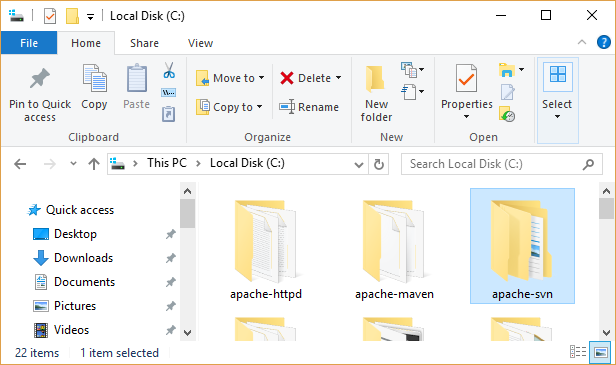 Local Disk (C:)
File Home Share View
Pin to Quick access
Copy
Paste
Move to
Copy to
Delete
Rename
New folder
Properties
Select
Clipboard Organize New Open
This PC Local Disk (C:)
Search Local Disk (C:)
Quick access
Desktop
Downloads
Documents
Pictures
Videos
apache-httpd
apache-maven
apache-svn
22 items 1 item selected